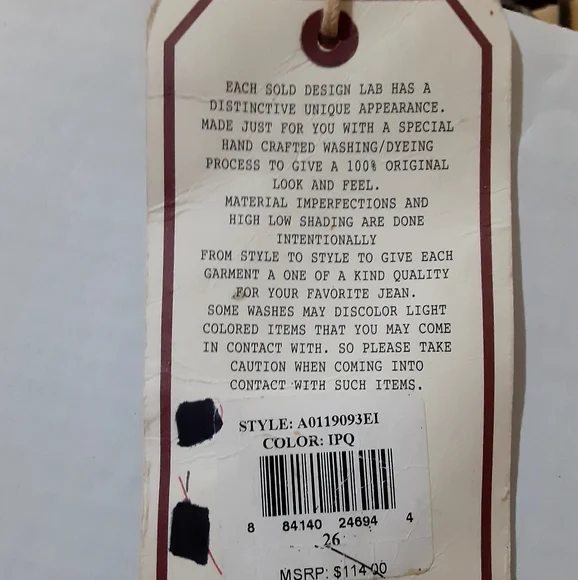 EACH SOLD DESIGN LAB HAS A
DISTINCTIVE UNIQUE APPEARANCE.
MADE JUST FOR YOU WITH A SPECIAL
HAND CRAFTED WASHING/DYEING
PROCESS TO GIVE A 100% ORIGINAL
LOOK AND FEEL.
MATERIAL IMPERFECTIONS AND
HIGH LOW SHADING ARE DONE
INTENTIONALLY
FROM STYLE TO STYLE TO GIVE EACH
GARMENT A ONE OF A KIND QUALITY
FOR YOUR FAVORITE JEAN.
SOME WASHES MAY DISCOLOR LIGHT
COLORED ITEMS THAT YOU MAY COME
IN CONTACT WITH. SO PLEASE TAKE
CAUTION WHEN COMING INTO
CONTACT WITH SUCH ITEMS.
STYLE: A0119093EI
COLOR: IPQ
8 84140 24694 4
26
MSRP: $114.00